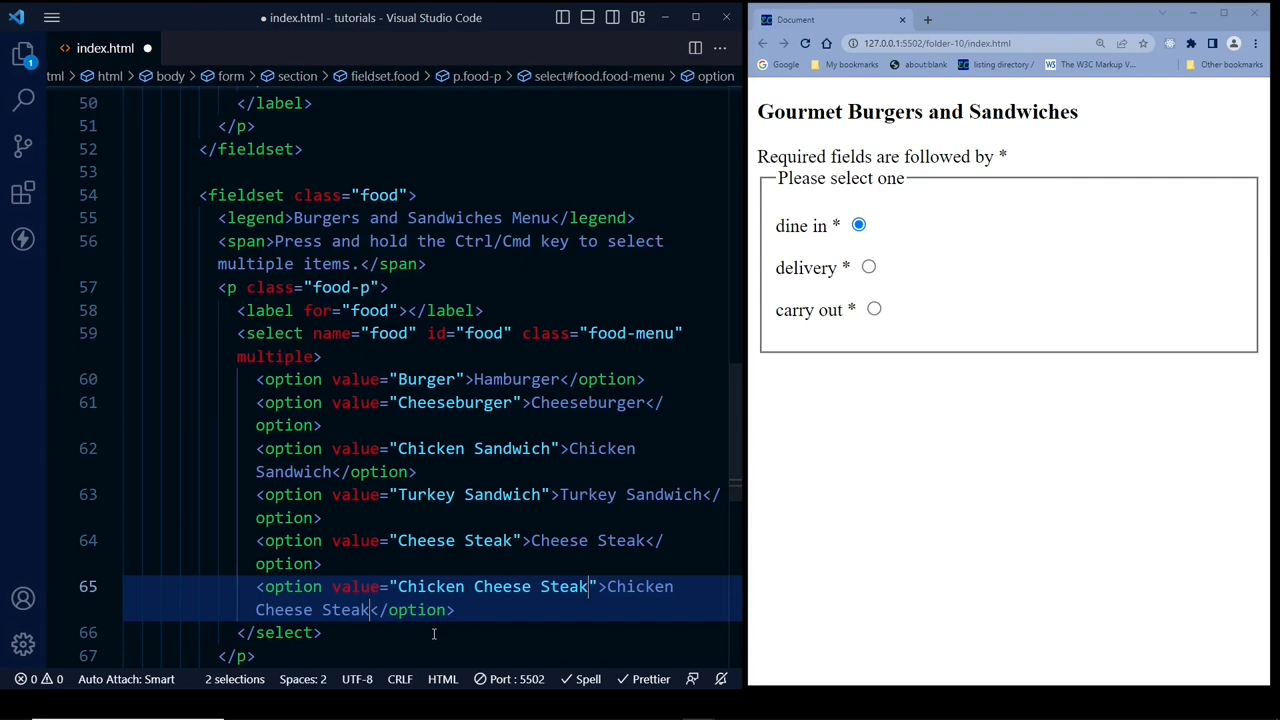 ● index.html - tutorials - Visual Studio Code
index.html ●
tml > html > body > form > section > fieldset.food > p.food-p > select#food.food-menu > option
50 </label>
51 </p>
52 </fieldset>
53
54 <fieldset class="food">
55 <legend>Burgers and Sandwiches Menu</legend>
56 <span>Press and hold the Ctrl/Cmd key to select
multiple items.</span>
57 <p class="food-p">
58 <label for="food"></label>
59 <select name="food" id="food" class="food-menu"
multiple>
60 <option value="Burger">Hamburger</option>
61 <option value="Cheeseburger">Cheeseburger</
option>
62 <option value="Chicken Sandwich">Chicken
Sandwich</option>
63 <option value="Turkey Sandwich">Turkey Sandwich</
option>
64 <option value="Cheese Steak">Cheese Steak</
option>
65 <option value="Chicken Cheese Steak">Chicken
Cheese Steak</option>
66 </select>
67 </p>
1
0 0 Auto Attach: Smart 2 selections Spaces: 2 UTF-8 CRLF HTML Port : 5502 Spell Prettier
Document
127.0.0.1:5502/folder-10/index.html
Google My bookmarks about:blank listing directory / The W3C Markup V... Other bookmarks
Gourmet Burgers and Sandwiches
Required fields are followed by *
Please select one
dine in *
delivery *
carry out *